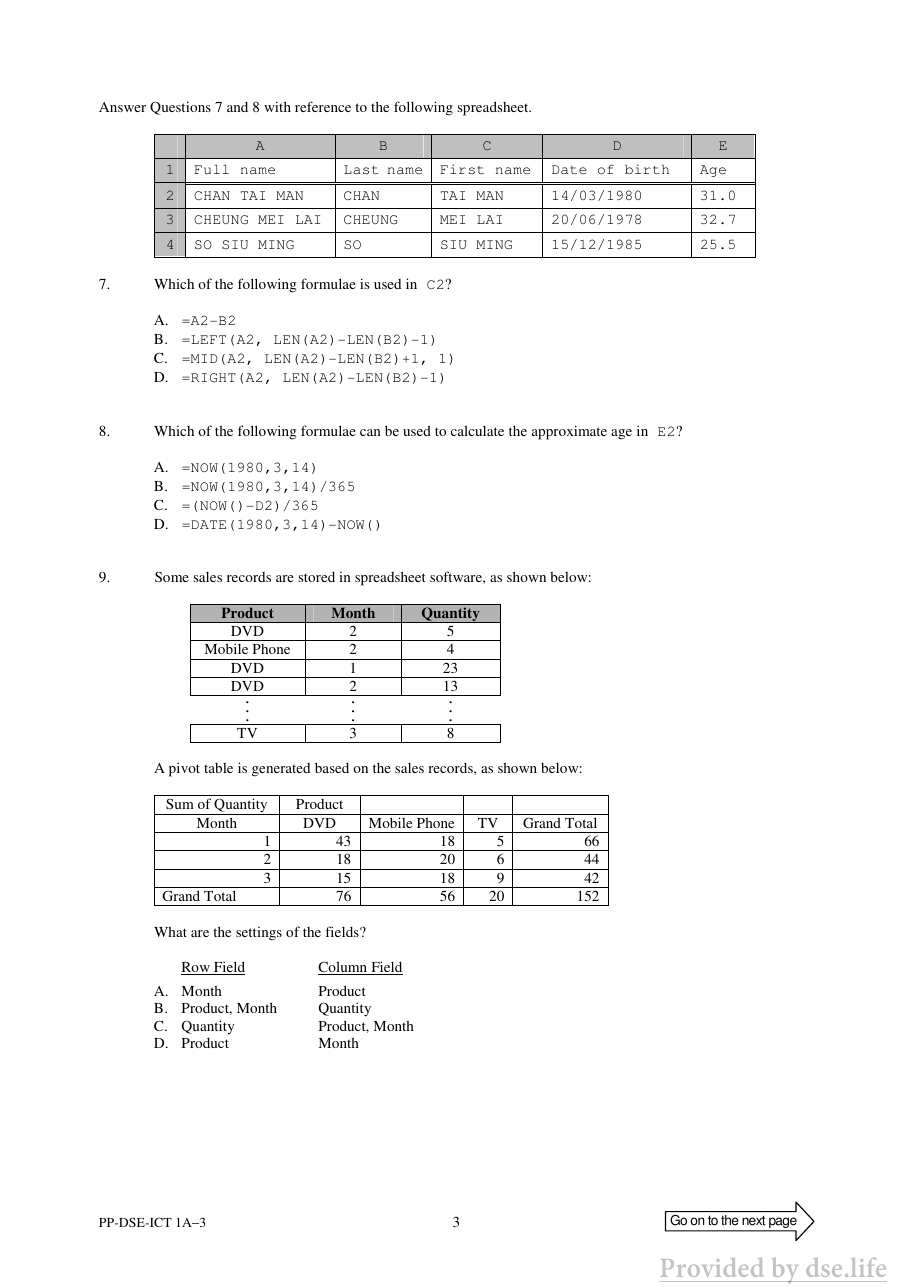 Answer Questions 7 and 8 with reference to the following spreadsheet.
A B C D E
1 Full name Last name First name Date of birth Age
2 CHAN TAI MAN CHAN TAI MAN 14/03/1980 31.0
3 CHEUNG MEI LAI CHEUNG MEI LAI 20/06/1978 32.7
4 SO SIU MING SO SIU MING 15/12/1985 25.5
7. Which of the following formulae is used in C2?
A. =A2-B2
B. =LEFT(A2, LEN(A2)-LEN(B2)-1)
C. =MID(A2, LEN(A2)-LEN(B2)+1, 1)
D. =RIGHT(A2, LEN(A2)-LEN(B2)-1)
8. Which of the following formulae can be used to calculate the approximate age in E2?
A. =NOW(1980,3,14)
B. =NOW(1980,3,14)/365
C. =(NOW()-D2)/365
D. =DATE(1980,3,14)-NOW()
9. Some sales records are stored in spreadsheet software, as shown below:
Product Month Quantity
DVD 2 5
Mobile Phone 2 4
DVD 1 23
DVD 2 13
⋮ ⋮ ⋮
TV 3 8
A pivot table is generated based on the sales records, as shown below:
Sum of Quantity Product
Month DVD Mobile Phone TV Grand Total
1 43 18 5 66
2 18 20 6 44
3 15 18 9 42
Grand Total 76 56 20 152
What are the settings of the fields?
Row Field Column Field
A. Month Product
B. Product, Month Quantity
C. Quantity Product, Month
D. Product Month
PP-DSE-ICT 1A–3 3 Go on to the next page
Provided by dse.life